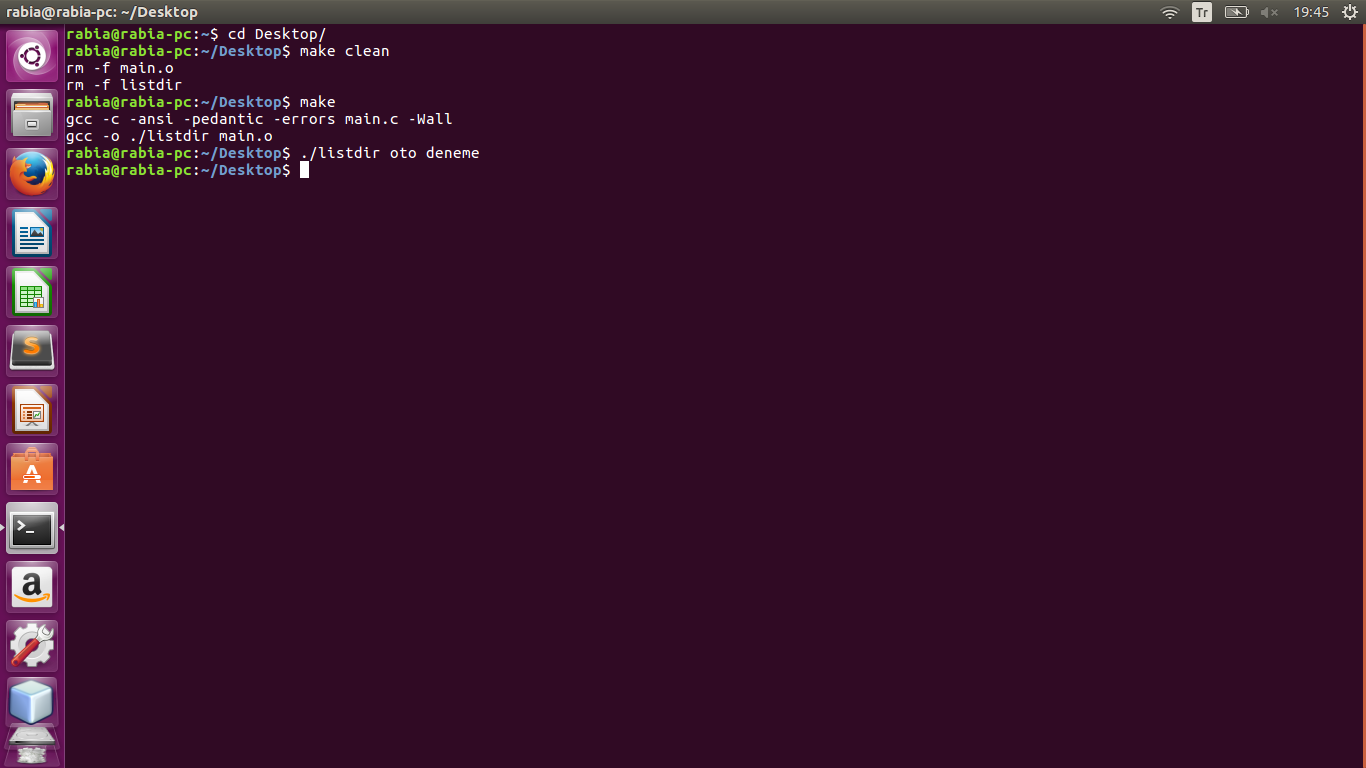 rabia@rabia-pc: ~/Desktop
Tr
19:45
rabia@rabia-pc:~$ cd Desktop/
rabia@rabia-pc:~/Desktop$ make clean
rm -f main.o
rm -f listdir
rabia@rabia-pc:~/Desktop$ make
gcc -c -ansi -pedantic -errors main.c -Wall
gcc -o ./listdir main.o
rabia@rabia-pc:~/Desktop$ ./listdir oto deneme
rabia@rabia-pc:~/Desktop$
S
A
>_
a